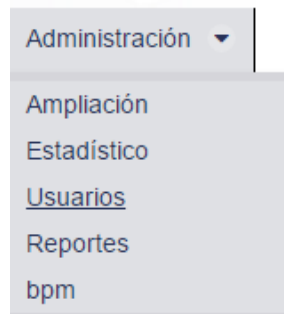 Administración
Ampliación
Estadístico
Usuarios
Reportes
bpm